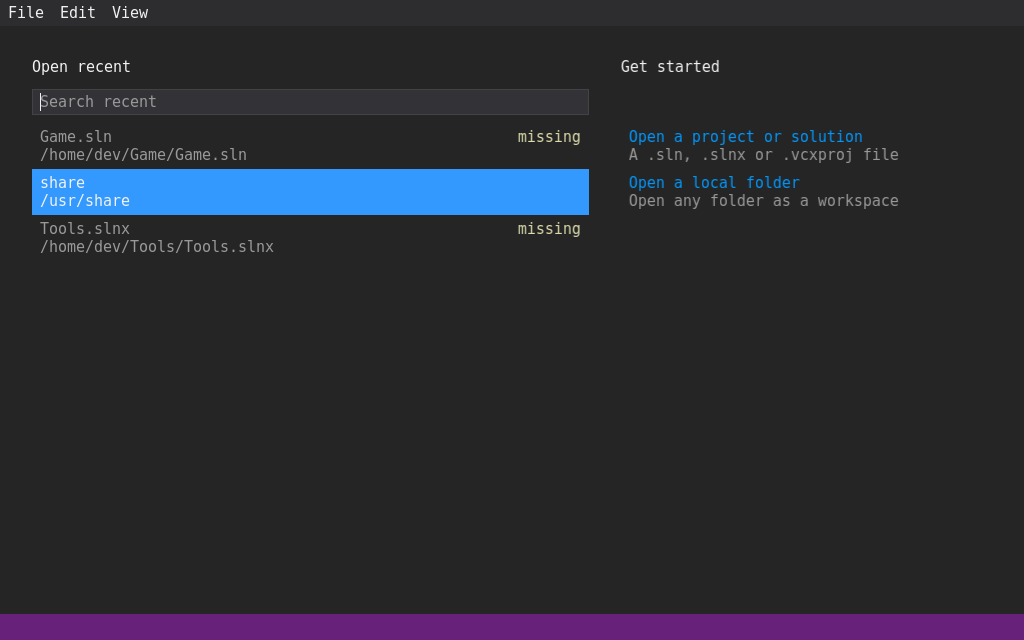 File Edit View
Open recent
Search recent
Game.sln missing
/home/dev/Game/Game.sln
share
/usr/share
Tools.slnx missing
/home/dev/Tools/Tools.slnx
Get started
Open a project or solution
A .sln, .slnx or .vcxproj file
Open a local folder
Open any folder as a workspace